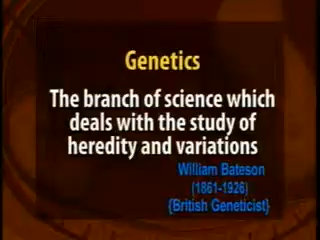 Genetics
The branch of science which
deals with the study of
heredity and variations
William Bateson
(1861-1926)
{British Geneticist}